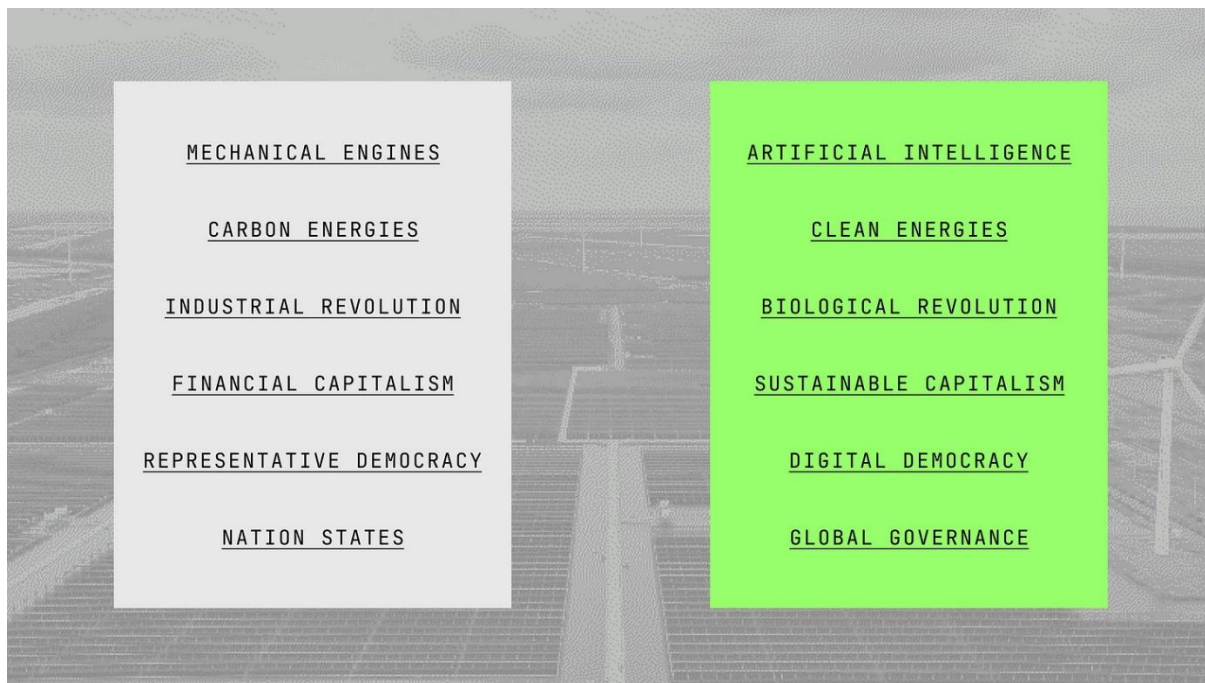 MECHANICAL ENGINES
CARBON ENERGIES
INDUSTRIAL REVOLUTION
FINANCIAL CAPITALISM
REPRESENTATIVE DEMOCRACY
NATION STATES
ARTIFICIAL INTELLIGENCE
CLEAN ENERGIES
BIOLOGICAL REVOLUTION
SUSTAINABLE CAPITALISM
DIGITAL DEMOCRACY
GLOBAL GOVERNANCE